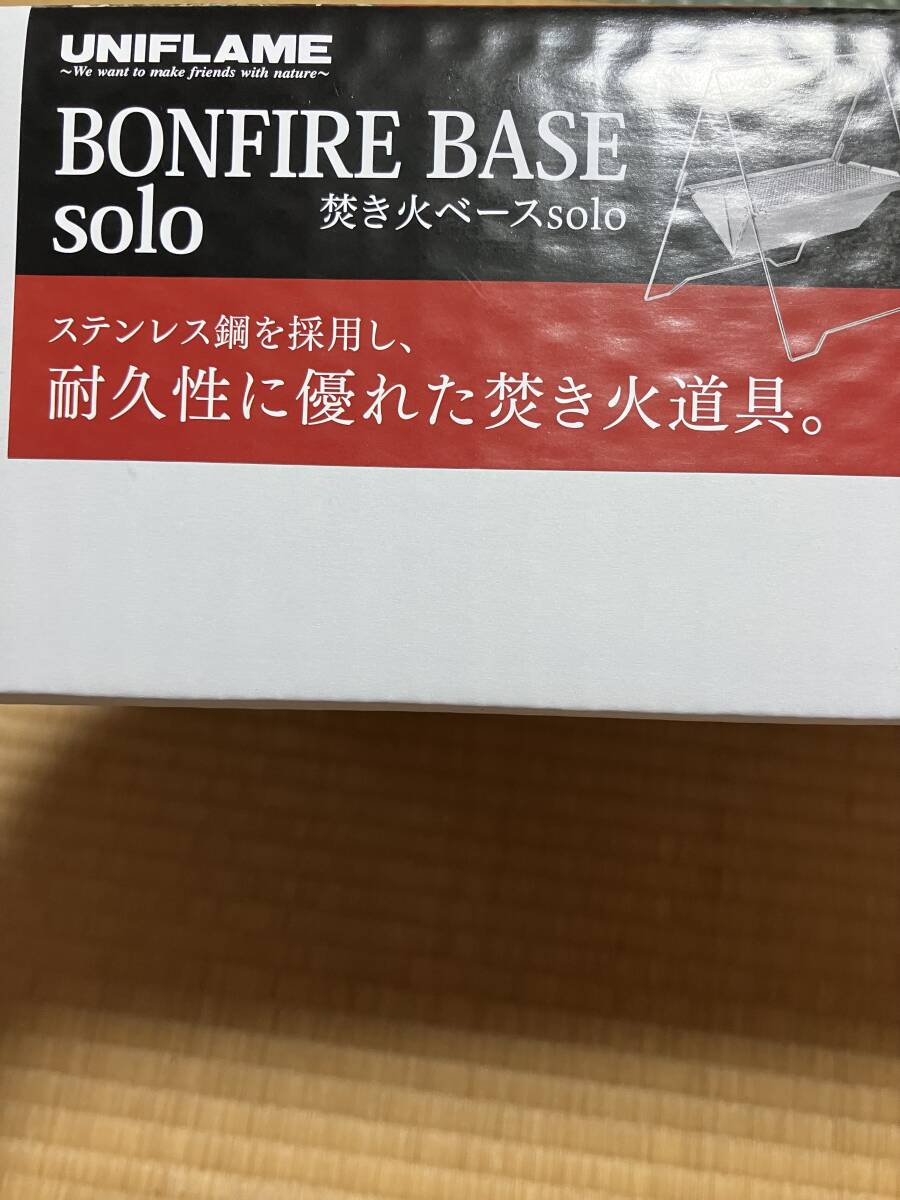 UNIFLAME
~We want to make friends with nature~
BONFIRE BASE
solo
焚き火ベースsolo
ステンレス鋼を採用し、
耐久性に優れた焚き火道具。